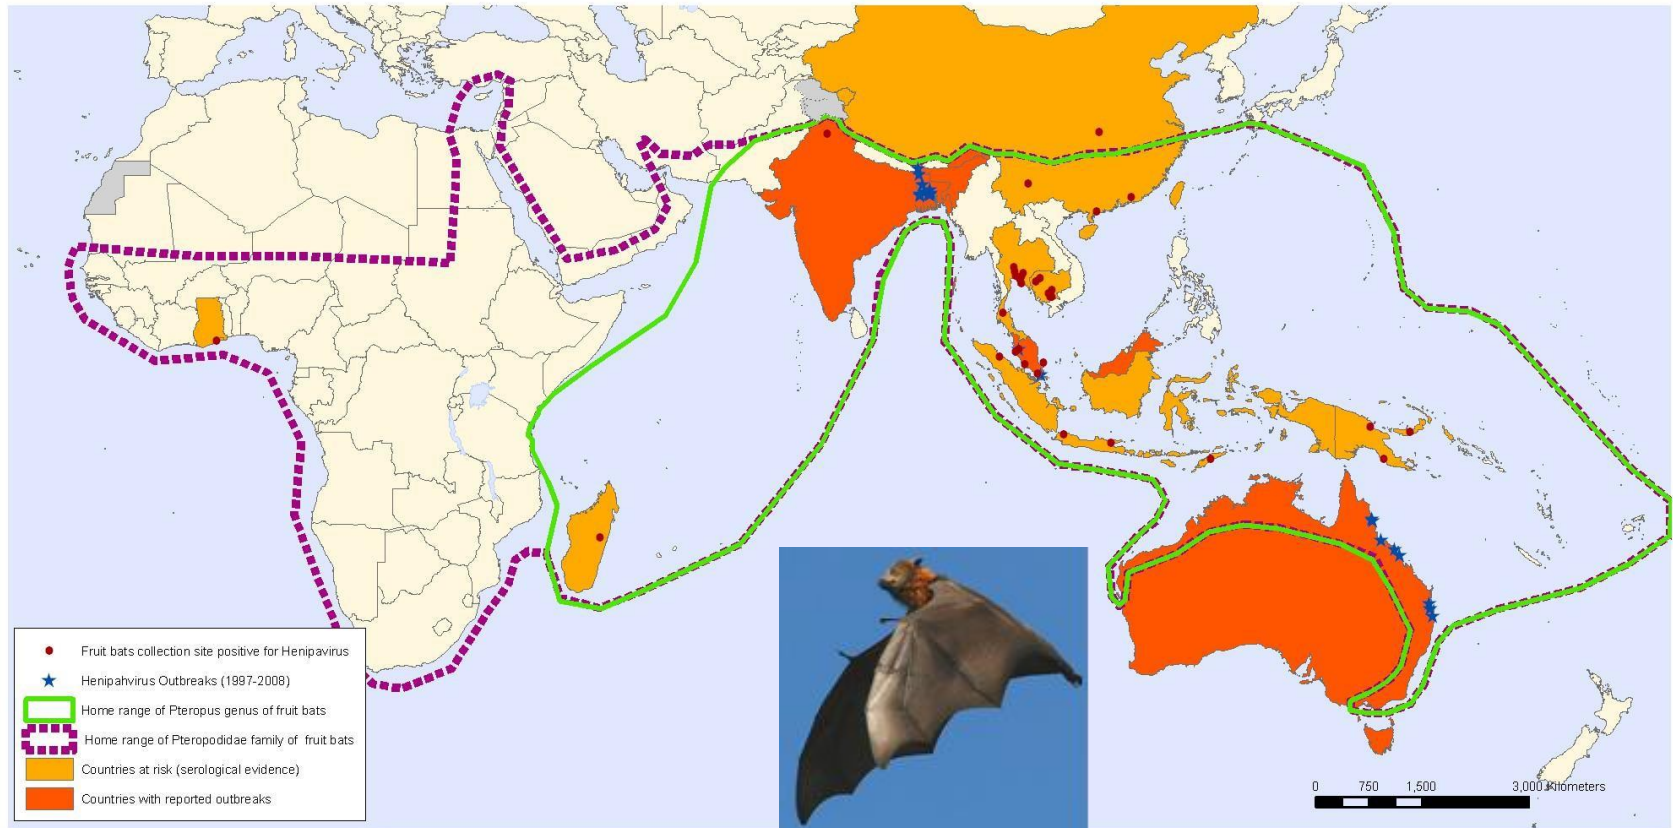 Fruit bats collection site positive for Henipavirus
Henipahvirus Outbreaks (1997-2008)
Home range of Pteropus genus of fruit bats
Home range of Pteropodidae family of fruit bats
Countries at risk (serological evidence)
Countries with reported outbreaks
0 750 1,500 3,000 Kilometers